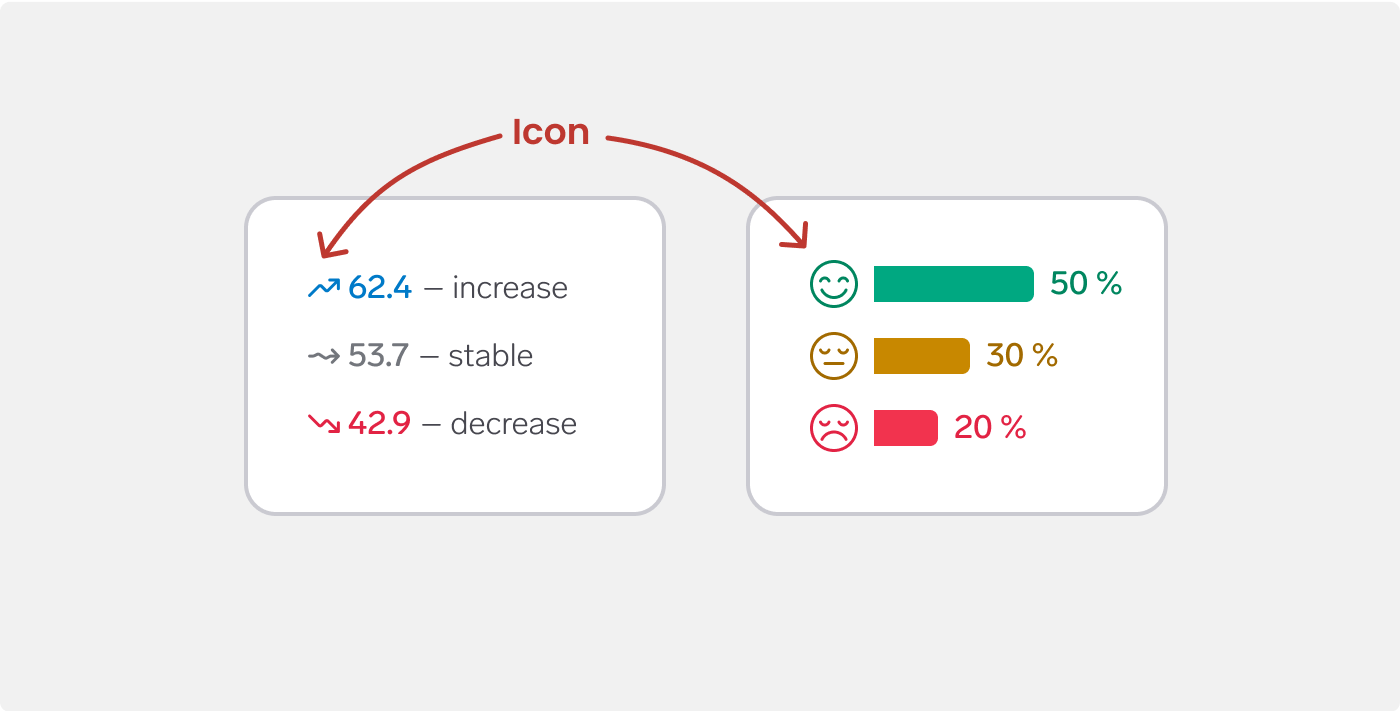 Icon
62.4 – increase
53.7 – stable
42.9 – decrease
50 %
30 %
20 %